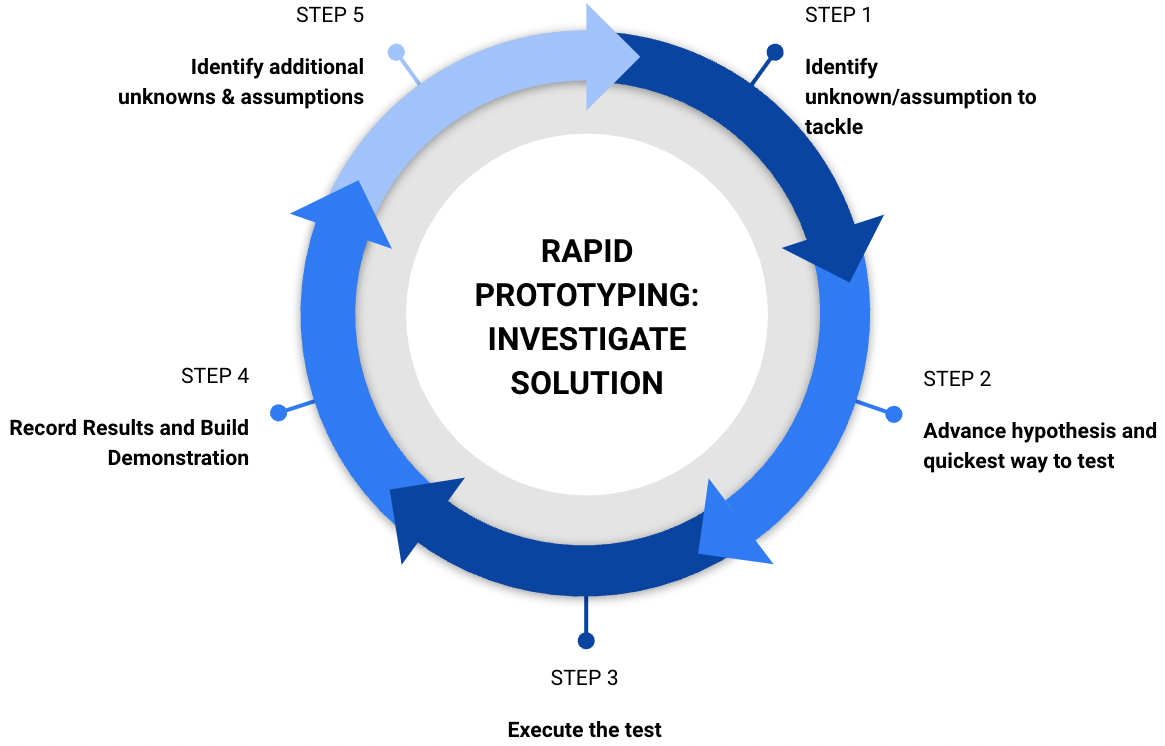 STEP 5
Identify additional
unknowns & assumptions
STEP 1
Identify
unknown/assumption to
tackle
RAPID
PROTOTYPING:
INVESTIGATE
SOLUTION
STEP 4
Record Results and Build
Demonstration
STEP 2
Advance hypothesis and
quickest way to test
STEP 3
Execute the test